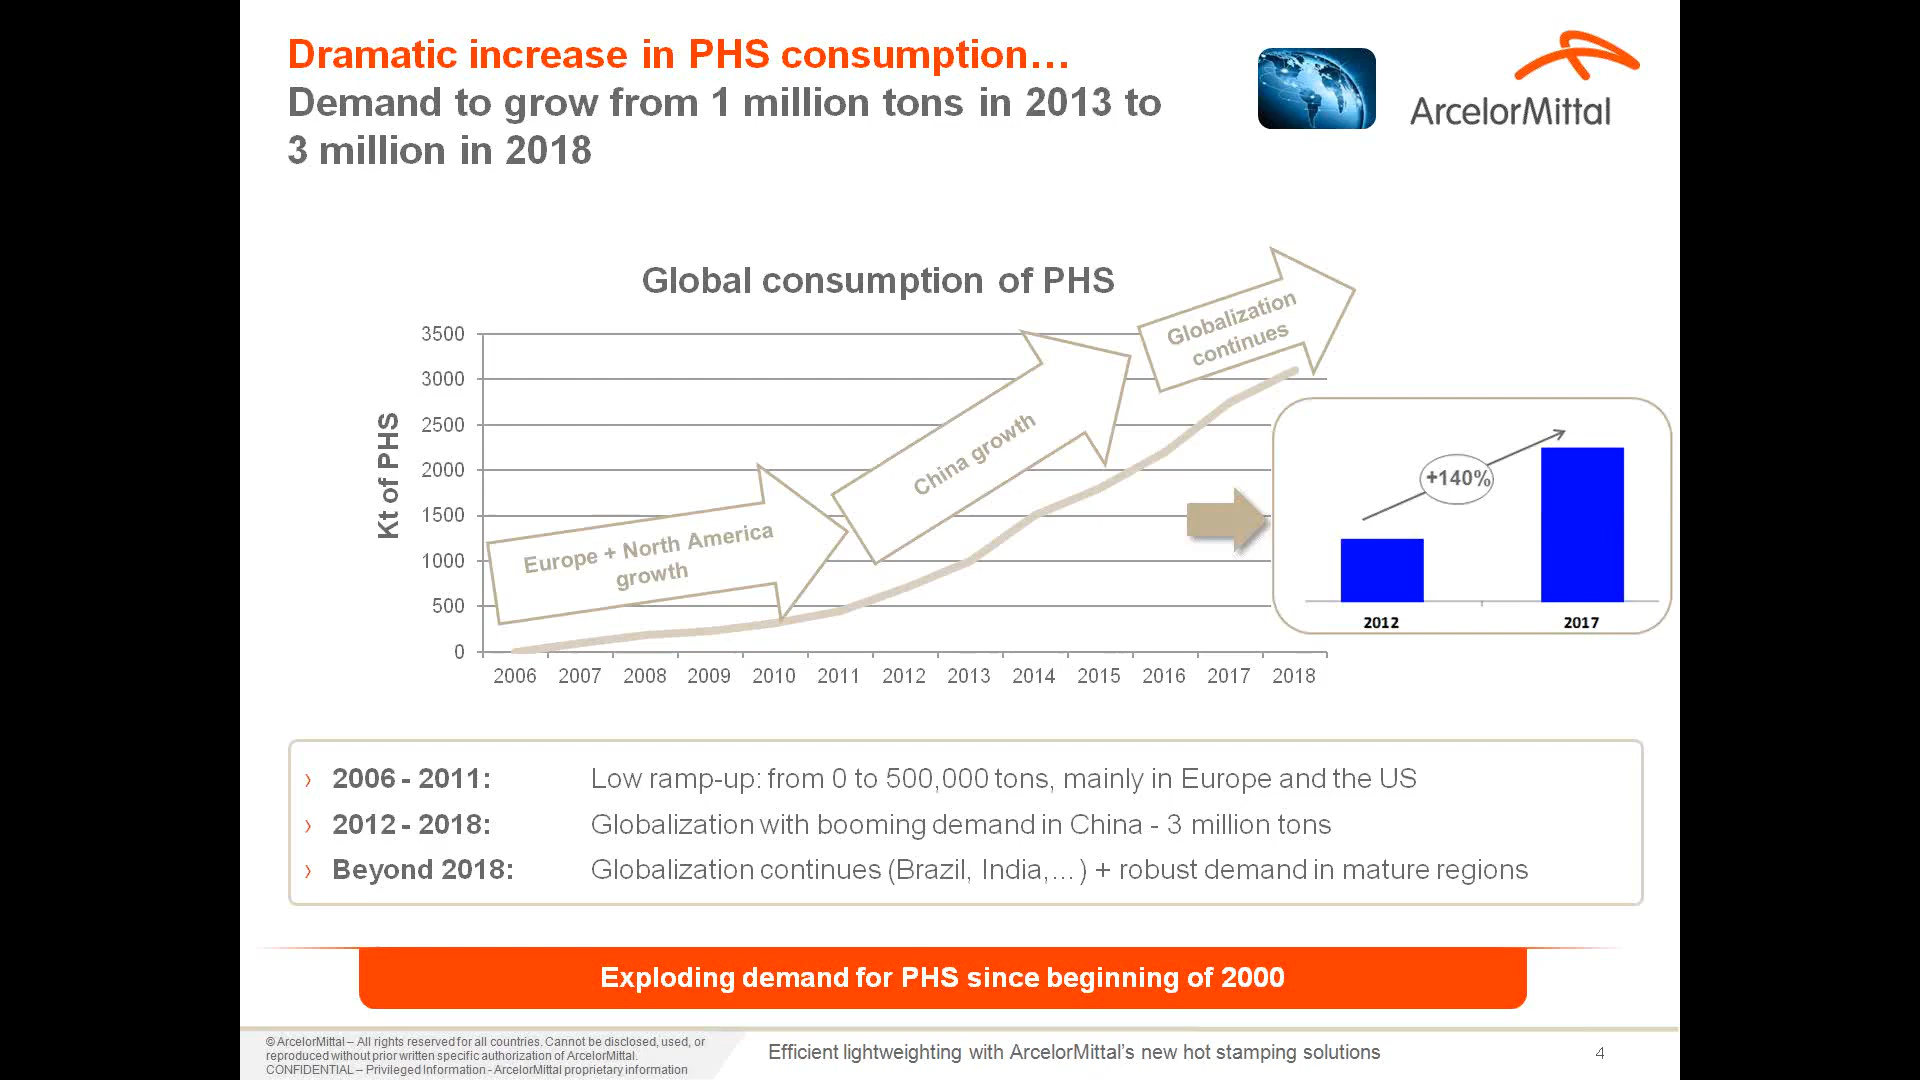 Dramatic increase in PHS consumption…
Demand to grow from 1 million tons in 2013 to
3 million in 2018
ArcelorMittal
Global consumption of PHS
Kt of PHS
3500
3000
2500
2000
1500
1000
500
0
2006 2007 2008 2009 2010 2011 2012 2013 2014 2015 2016 2017 2018
Europe + North America
growth
China growth
Globalization
continues
+140%
2012 2017
› 2006 - 2011: Low ramp-up: from 0 to 500,000 tons, mainly in Europe and the US
› 2012 - 2018: Globalization with booming demand in China - 3 million tons
› Beyond 2018: Globalization continues (Brazil, India,…) + robust demand in mature regions
Exploding demand for PHS since beginning of 2000
© ArcelorMittal – All rights reserved for all countries. Cannot be disclosed, used, or
reproduced without prior written specific authorization of ArcelorMittal.
CONFIDENTIAL – Privileged Information - ArcelorMittal proprietary information
Efficient lightweighting with ArcelorMittal’s new hot stamping solutions
4